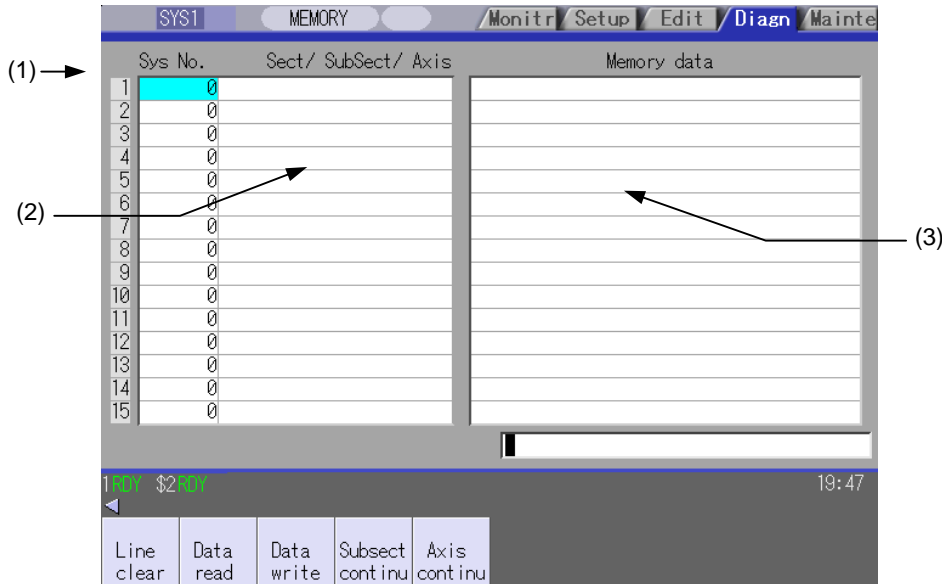 SYS1 MEMORY Monitr Setup Edit Diagn Mainte
(1) Sys No. Sect/ SubSect/ Axis Memory data
1 0
2 0
3 0
4 0
5 0
6 0
(2)
7 0
(3)
8 0
9 0
10 0
11 0
12 0
13 0
14 0
15 0
1RDY $2RDY 19:47
Line clear
Data read
Data write
Subsect continu
Axis continu